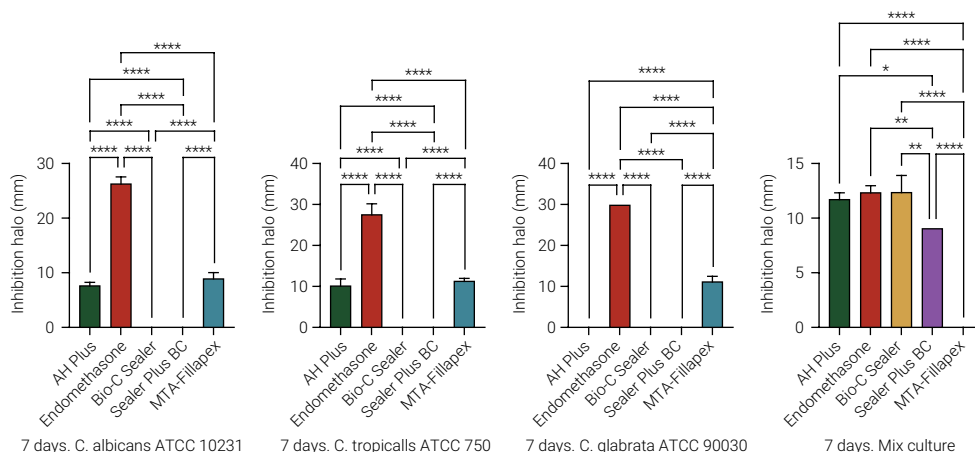 ****
****
****
****
****
****
****
****
30
20
10
0
Inhibition halo (mm)
AH Plus
Endomethasone
Bio-C Sealer
Sealer Plus BC
MTA-Fillapex
7 days. C. albicans ATCC 10231
****
****
****
****
****
****
****
****
40
30
20
10
0
Inhibition halo (mm)
AH Plus
Endomethasone
Bio-C Sealer
Sealer Plus BC
MTA-Fillapex
7 days. C. tropicalls ATCC 750
****
****
****
****
****
****
****
40
30
20
10
0
Inhibition halo (mm)
AH Plus
Endomethasone
Bio-C Sealer
Sealer Plus BC
MTA-Fillapex
7 days. C. glabrata ATCC 90030
****
****
*
****
**
**
****
15
10
5
0
Inhibition halo (mm)
AH Plus
Endomethasone
Bio-C Sealer
Sealer Plus BC
MTA-Fillapex
7 days. Mix culture